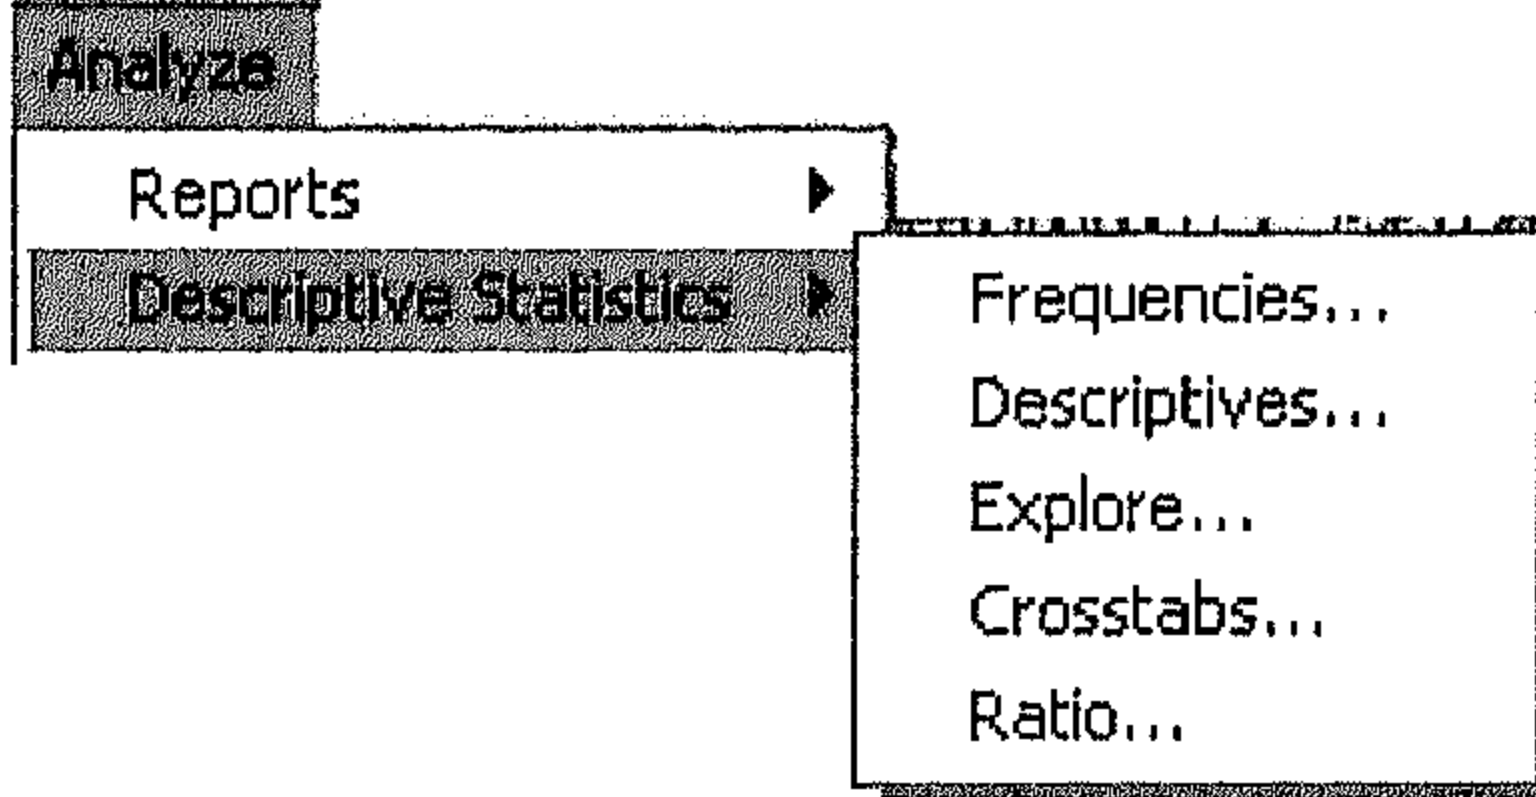 Analyze
Reports
Descriptive Statistics
Frequencies...
Descriptives...
Explore...
Crosstabs...
Ratio...